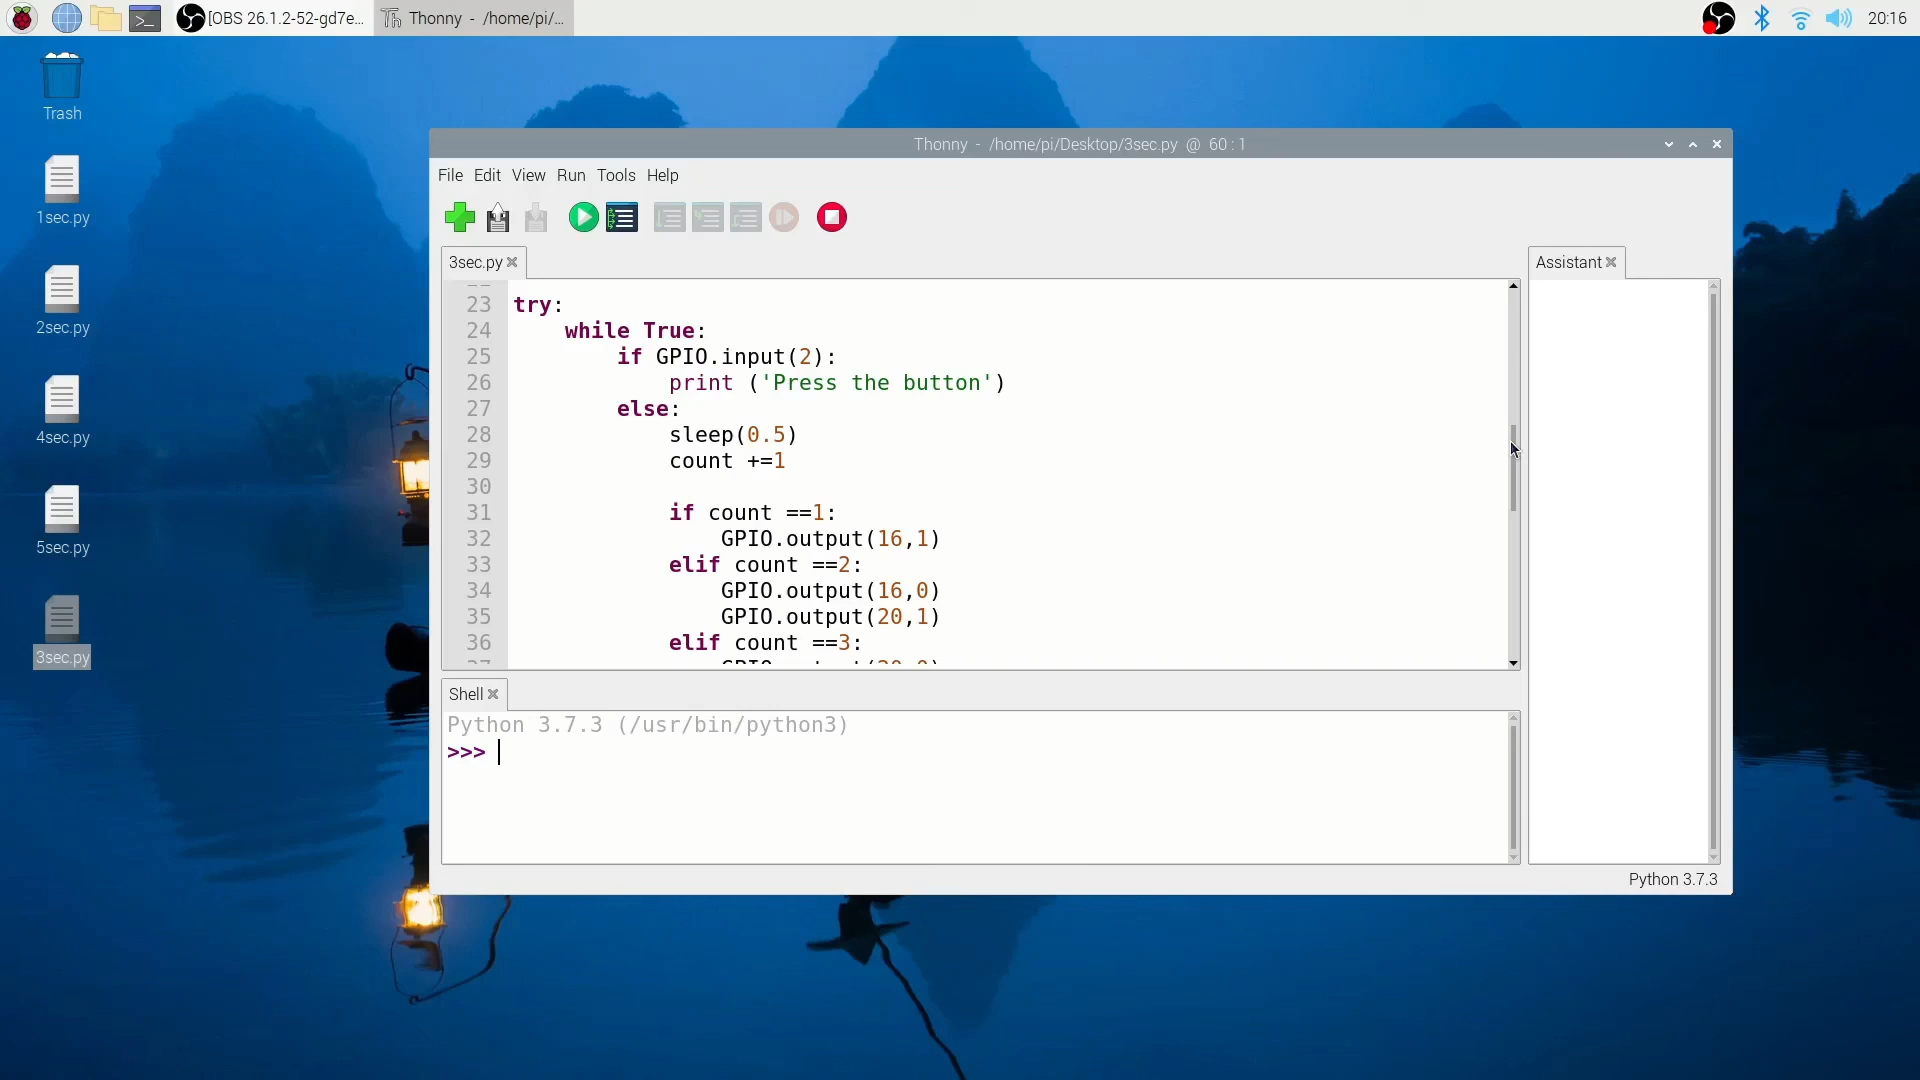 [OBS 26.1.2-52-gd7e...
Thonny - /home/pi/...
20:16
Trash
1sec.py
2sec.py
4sec.py
5sec.py
3sec.py
Thonny - /home/pi/Desktop/3sec.py @ 60 : 1
File Edit View Run Tools Help
3sec.py
Assistant
23 try:
24 while True:
25 if GPIO.input(2):
26 print ('Press the button')
27 else:
28 sleep(0.5)
29 count +=1
30
31 if count ==1:
32 GPIO.output(16,1)
33 elif count ==2:
34 GPIO.output(16,0)
35 GPIO.output(20,1)
36 elif count ==3:
Shell
Python 3.7.3 (/usr/bin/python3)
>>>
Python 3.7.3